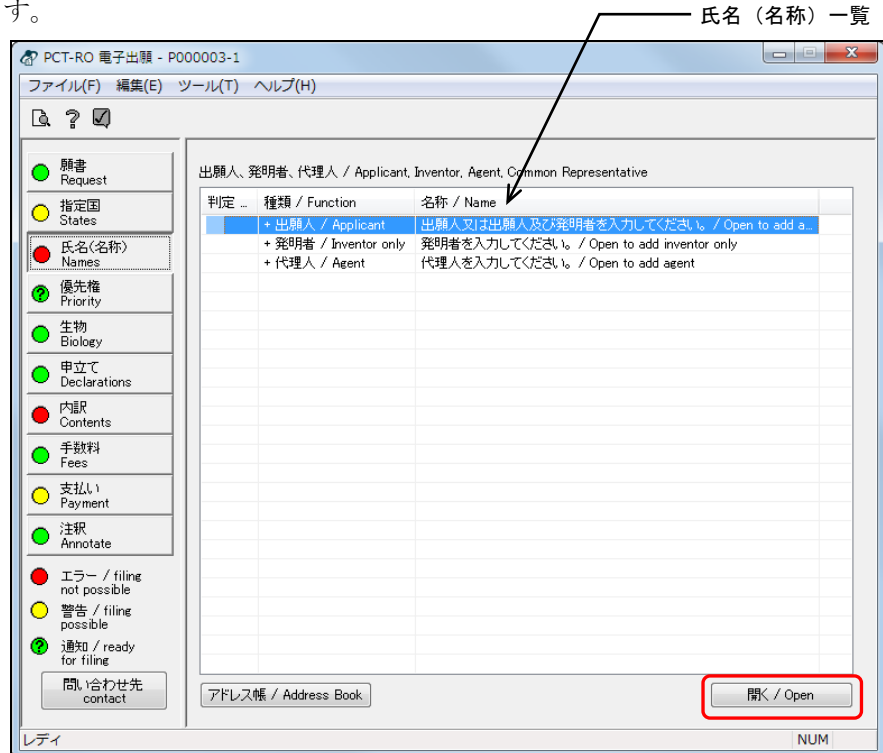 す。
氏名（名称）一覧
PCT-RO 電子出願 - P000003-1
ファイル(F) 編集(E) ツール(T) ヘルプ(H)
願書
Request
指定国
States
氏名(名称)
Names
優先権
Priority
生物
Biology
申立て
Declarations
内訳
Contents
手数料
Fees
支払い
Payment
注釈
Annotate
エラー / filing
not possible
警告 / filing
possible
通知 / ready
for filing
問い合わせ先
contact
出願人、発明者、代理人 / Applicant, Inventor, Agent, Common Representative
判定 ... 種類 / Function 名称 / Name
+ 出願人 / Applicant 出願人又は出願人及び発明者を入力してください。 / Open to add a...
+ 発明者 / Inventor only 発明者を入力してください。 / Open to add inventor only
+ 代理人 / Agent 代理人を入力してください。 / Open to add agent
アドレス帳 / Address Book
開く / Open
レディ
NUM